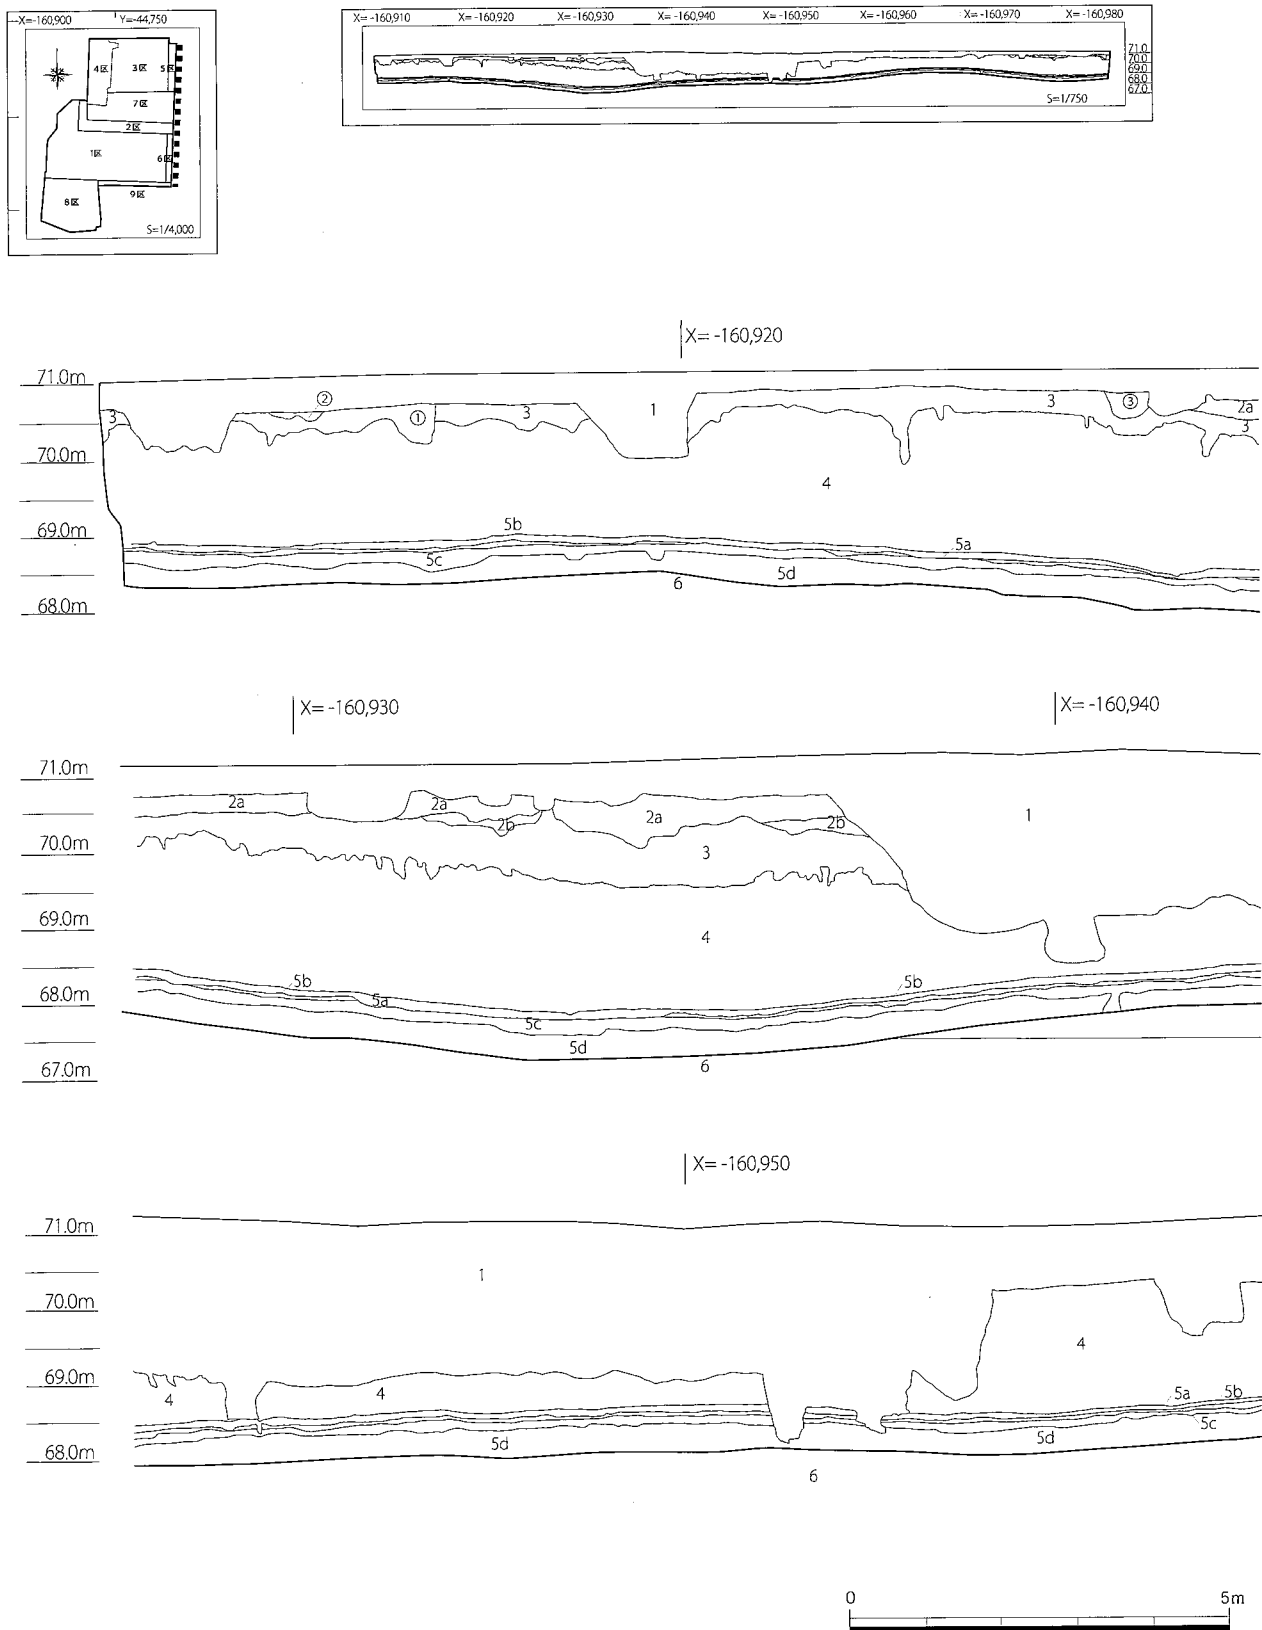 X=-160,900 Y=-44,750
4区 3区 5区
7区
2区
1区 6区
9区
8区
S=1/4,000
X= -160,910 X= -160,920 X= -160,930 X= -160,940 X= -160,950 X= -160,960 X= -160,970 X= -160,980
71.0
70.0
69.0
68.0
67.0
S=1/750
X= -160,920
71.0m
② ① 3 3 1 3 ③ 2a
3
70.0m
4
69.0m
5b
5a
5c
5d
6
68.0m
X= -160,930 X= -160,940
71.0m
2a 2a 2a 2b 2b 1
70.0m
3
69.0m
4
68.0m
5b 5b
5a
5c
5d
67.0m
6
X= -160,950
71.0m
1
70.0m
4
69.0m
4 4 5a 5b
5c
5d 5d
68.0m
6
0 5m